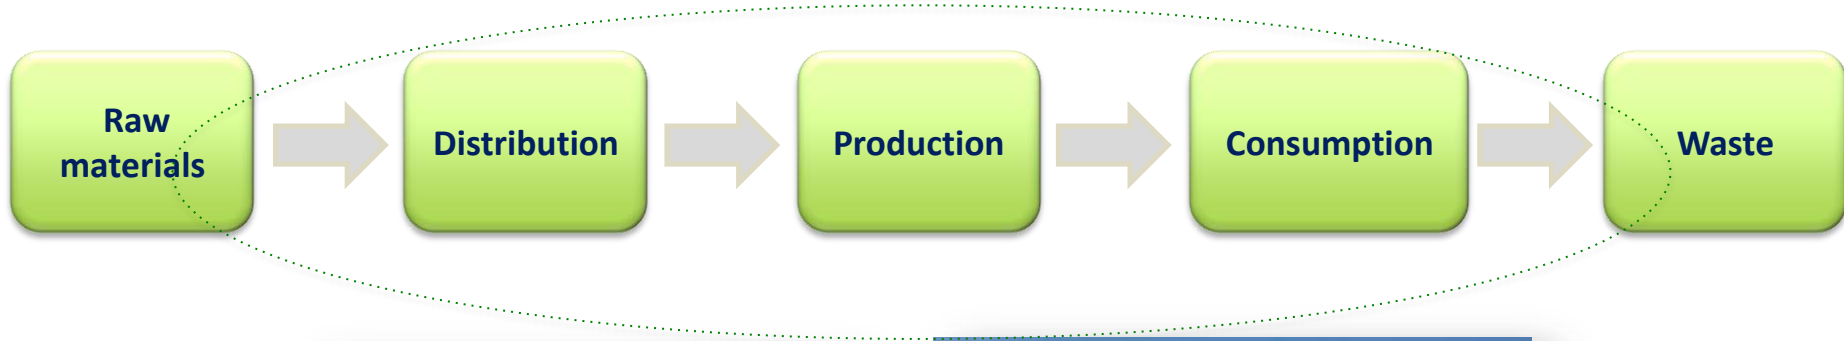 Raw
materials
Distribution
Production
Consumption
Waste